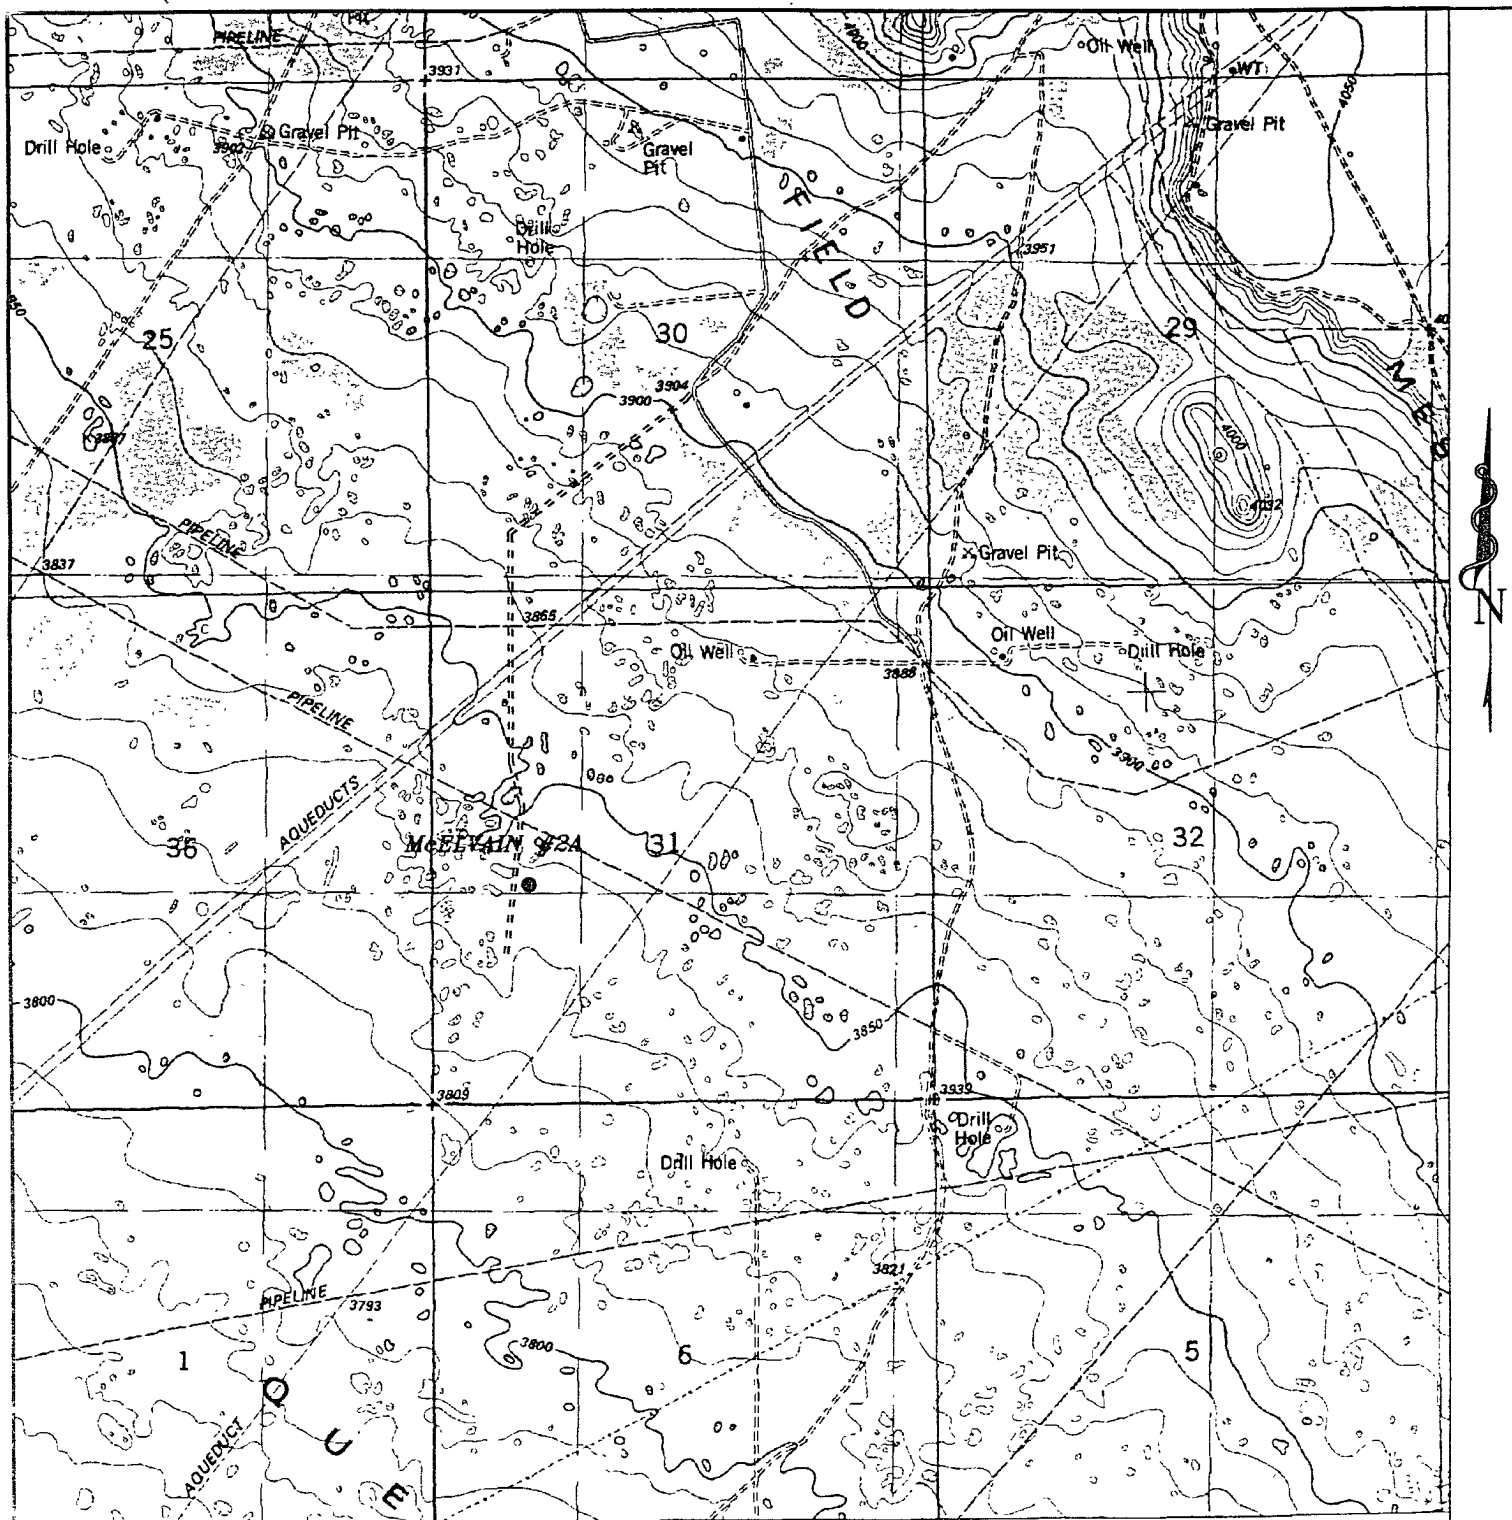 PIPELINE
3931
4000
Oil Well
WT
4050
Drill Hole
3902
Gravel Pit
Gravel
Pit
Gravel Pit
FIELD
Drill
Hole
3951
25
30
29
3904
3900
4000
4032
MES
PIPELINE
3837
Gravel Pit
3865
Oil Well
Oil Well
Drill Hole
3888
N
PIPELINE
3900
AQUEDUCTS
36
McELVAIN #2A
31
32
3800
3850
3809
3939
Drill
Hole
Drill Hole
3821
PIPELINE
3793
3800
1
6
5
AQUEDUCT
U
E